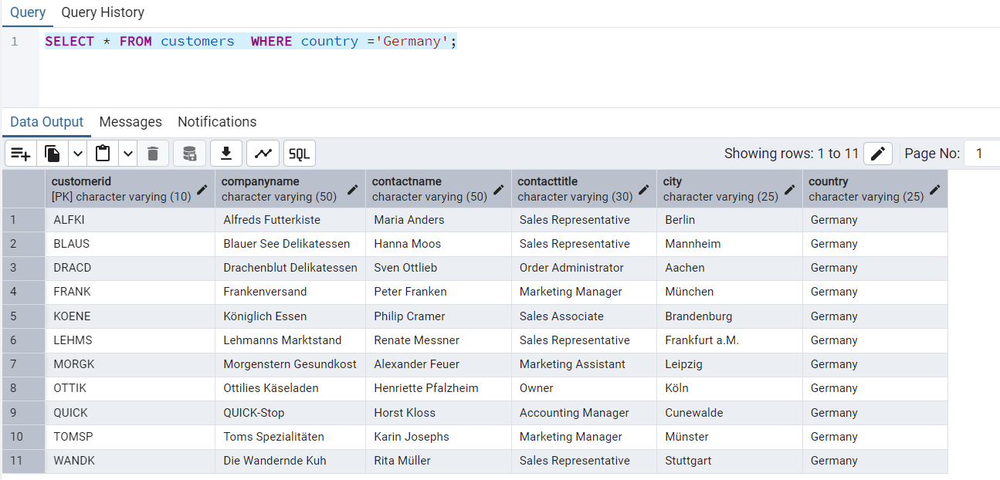 Query Query History
1 SELECT * FROM customers  WHERE country ='Germany';
Data Output Messages Notifications
SQL Showing rows: 1 to 11 Page No: 1
customerid companyname contactname contacttitle city country
[PK] character varying (10) character varying (50) character varying (50) character varying (30) character varying (25) character varying (25)
1 ALFKI Alfreds Futterkiste Maria Anders Sales Representative Berlin Germany
2 BLAUS Blauer See Delikatessen Hanna Moos Sales Representative Mannheim Germany
3 DRACD Drachenblut Delikatessen Sven Ottlieb Order Administrator Aachen Germany
4 FRANK Frankenversand Peter Franken Marketing Manager München Germany
5 KOENE Königlich Essen Philip Cramer Sales Associate Brandenburg Germany
6 LEHMS Lehmanns Marktstand Renate Messner Sales Representative Frankfurt a.M. Germany
7 MORGK Morgenstern Gesundkost Alexander Feuer Marketing Assistant Leipzig Germany
8 OTTIK Ottilies Käseladen Henriette Pfalzheim Owner Köln Germany
9 QUICK QUICK-Stop Horst Kloss Accounting Manager Cunewalde Germany
10 TOMSP Toms Spezialitäten Karin Josephs Marketing Manager Münster Germany
11 WANDK Die Wandernde Kuh Rita Müller Sales Representative Stuttgart Germany